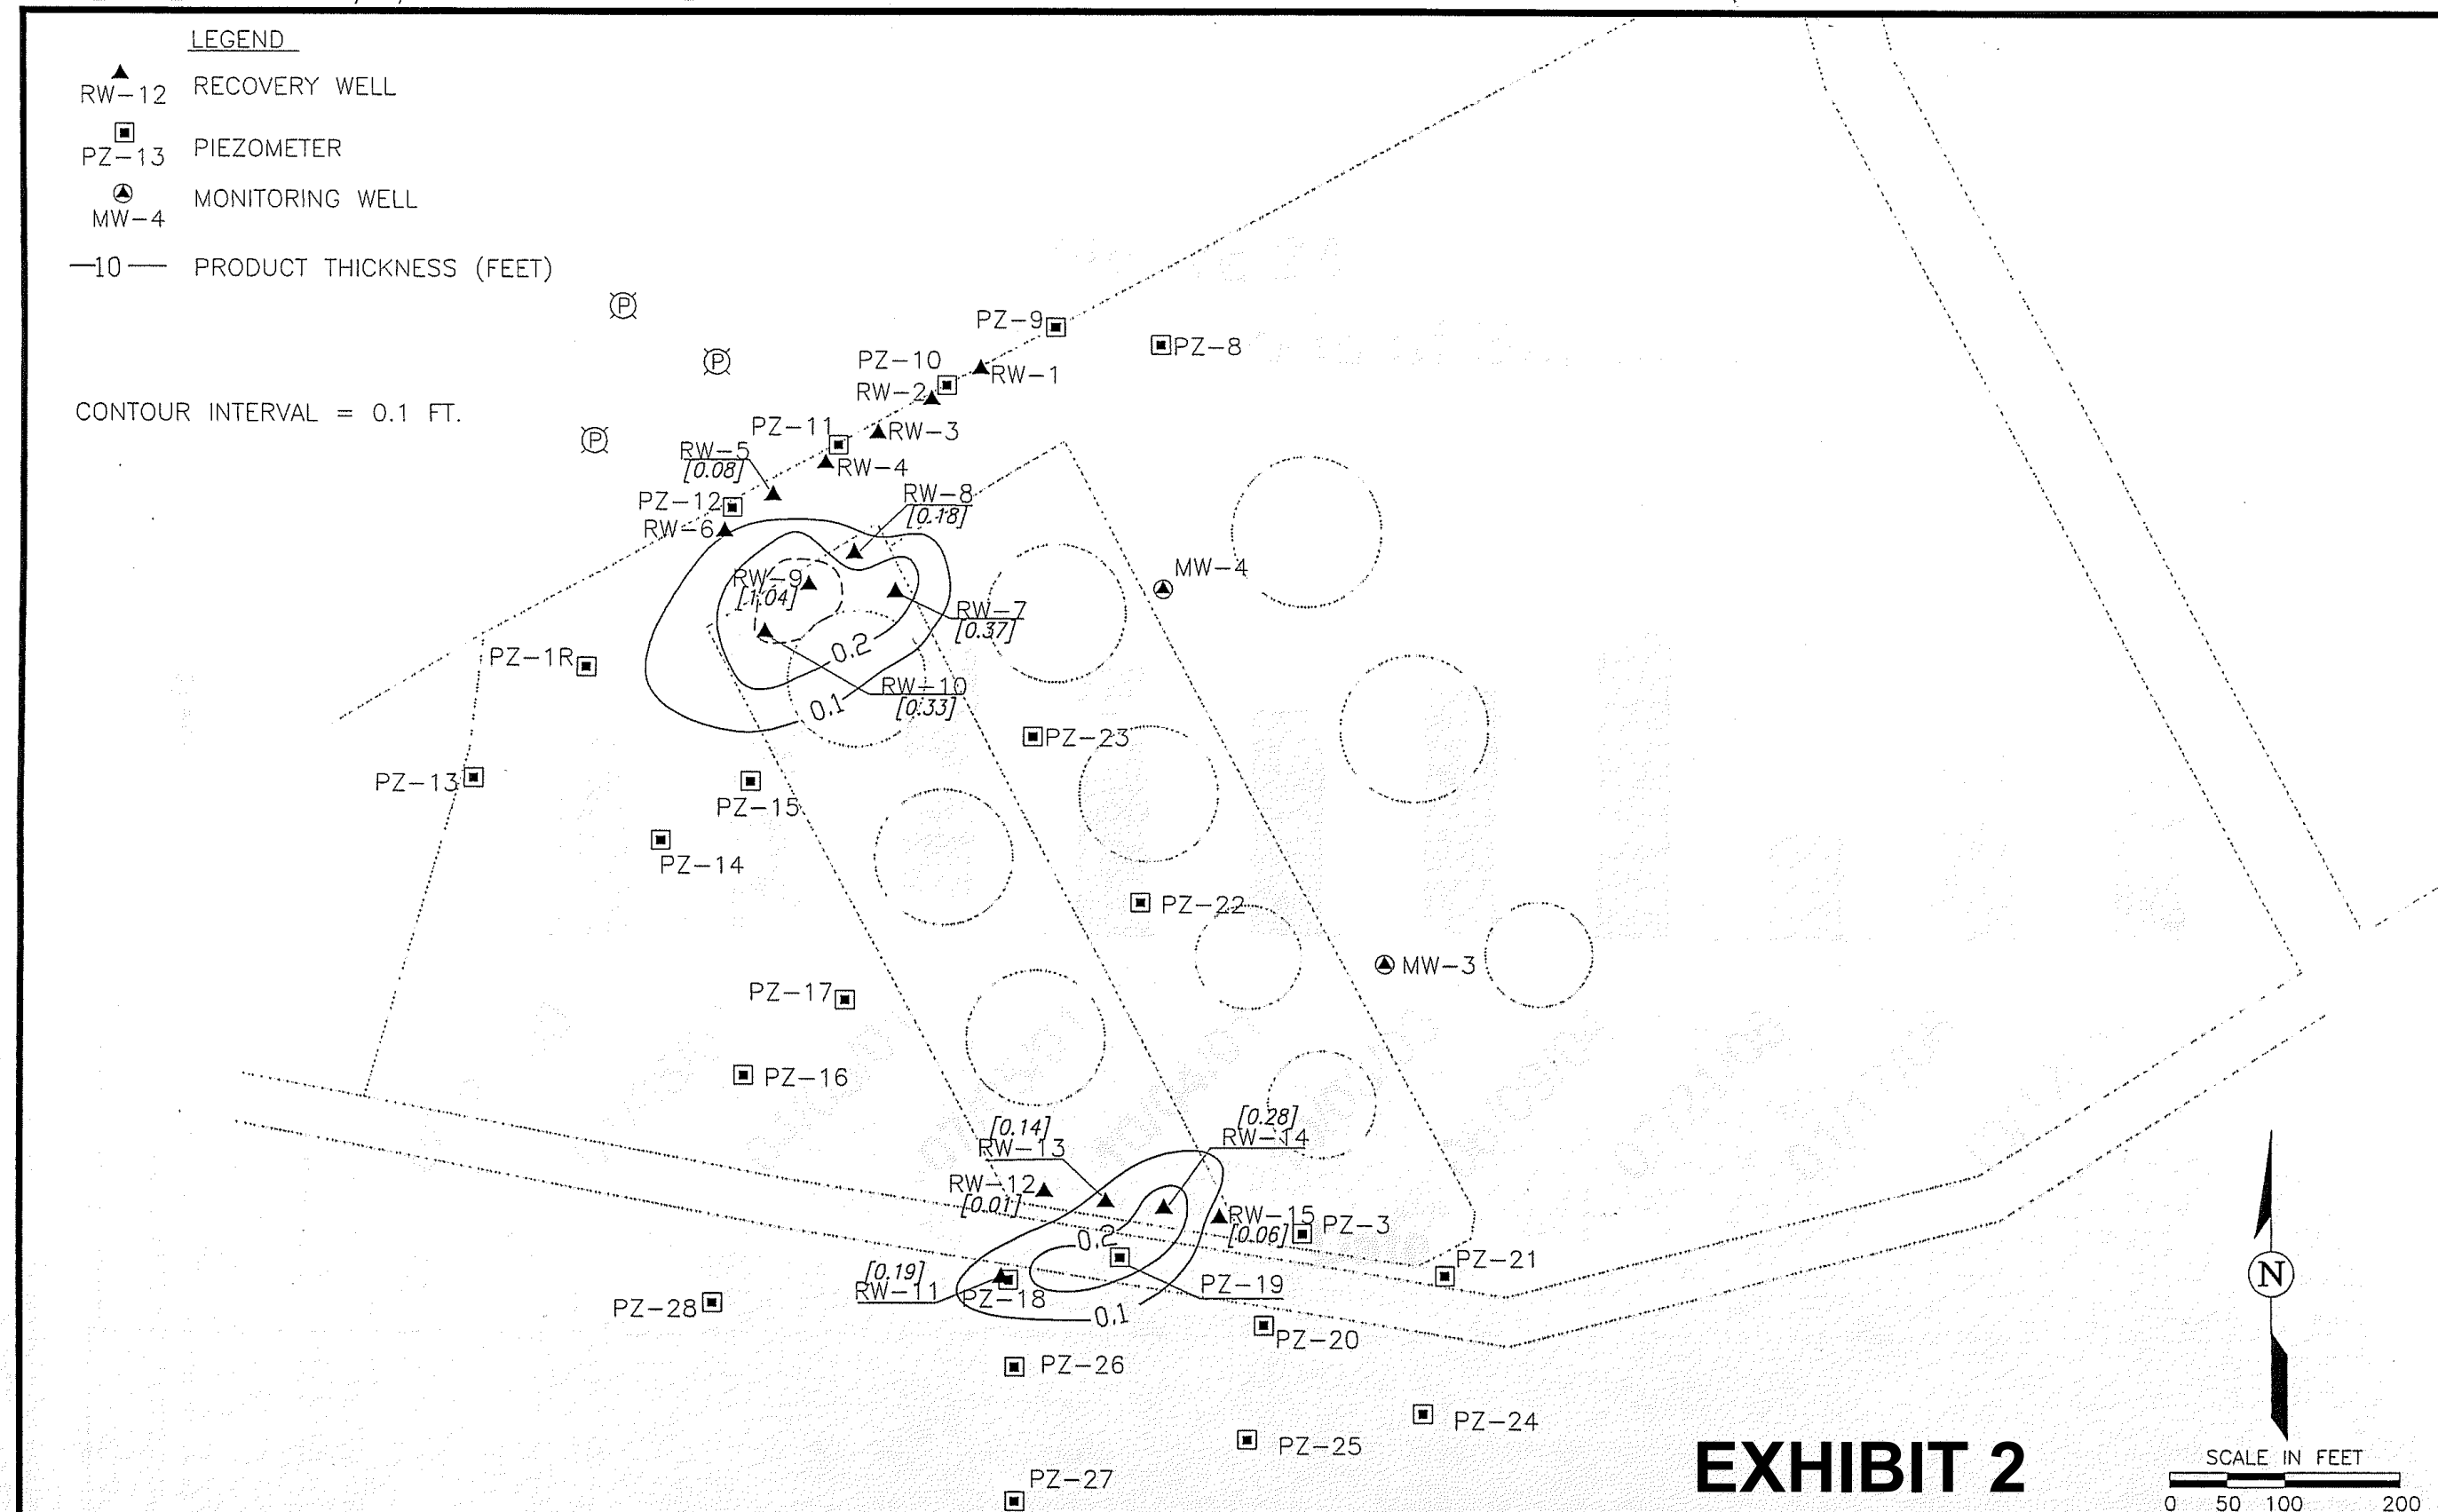 LEGEND
RW-12 RECOVERY WELL
PZ-13 PIEZOMETER
MW-4 MONITORING WELL
—10— PRODUCT THICKNESS (FEET)
CONTOUR INTERVAL = 0.1 FT.
P
P
P
PZ-9
PZ-8
PZ-10
RW-1
RW-2
PZ-11
RW-3
RW-5
[0.08]
RW-4
PZ-12
RW-8
[0.18]
RW-6
MW-4
RW-9
[1.04]
RW-7
[0.37]
0.2
PZ-1R
RW-10
[0.33]
0.1
PZ-23
PZ-13
PZ-15
PZ-14
PZ-22
MW-3
PZ-17
PZ-16
[0.14]
RW-13
[0.28]
RW-14
RW-12
[0.01]
RW-15
[0.06]
PZ-3
0.2
PZ-21
[0.19]
RW-11
PZ-18
PZ-19
PZ-28
0.1
PZ-20
PZ-26
PZ-24
PZ-25
PZ-27
N
EXHIBIT 2
SCALE IN FEET
0 50 100 200